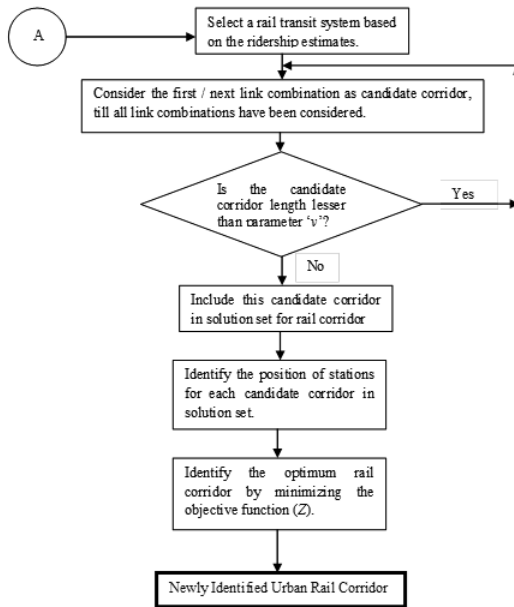 A
Select a rail transit system based
on the ridership estimates.
Consider the first / next link combination as candidate corridor,
till all link combinations have been considered.
Is the candidate
corridor length lesser
than parameter ‘v’?
Yes
No
Include this candidate corridor
in solution set for rail corridor
Identify the position of stations
for each candidate corridor in
solution set.
Identify the optimum rail
corridor by minimizing the
objective function (Z).
Newly Identified Urban Rail Corridor